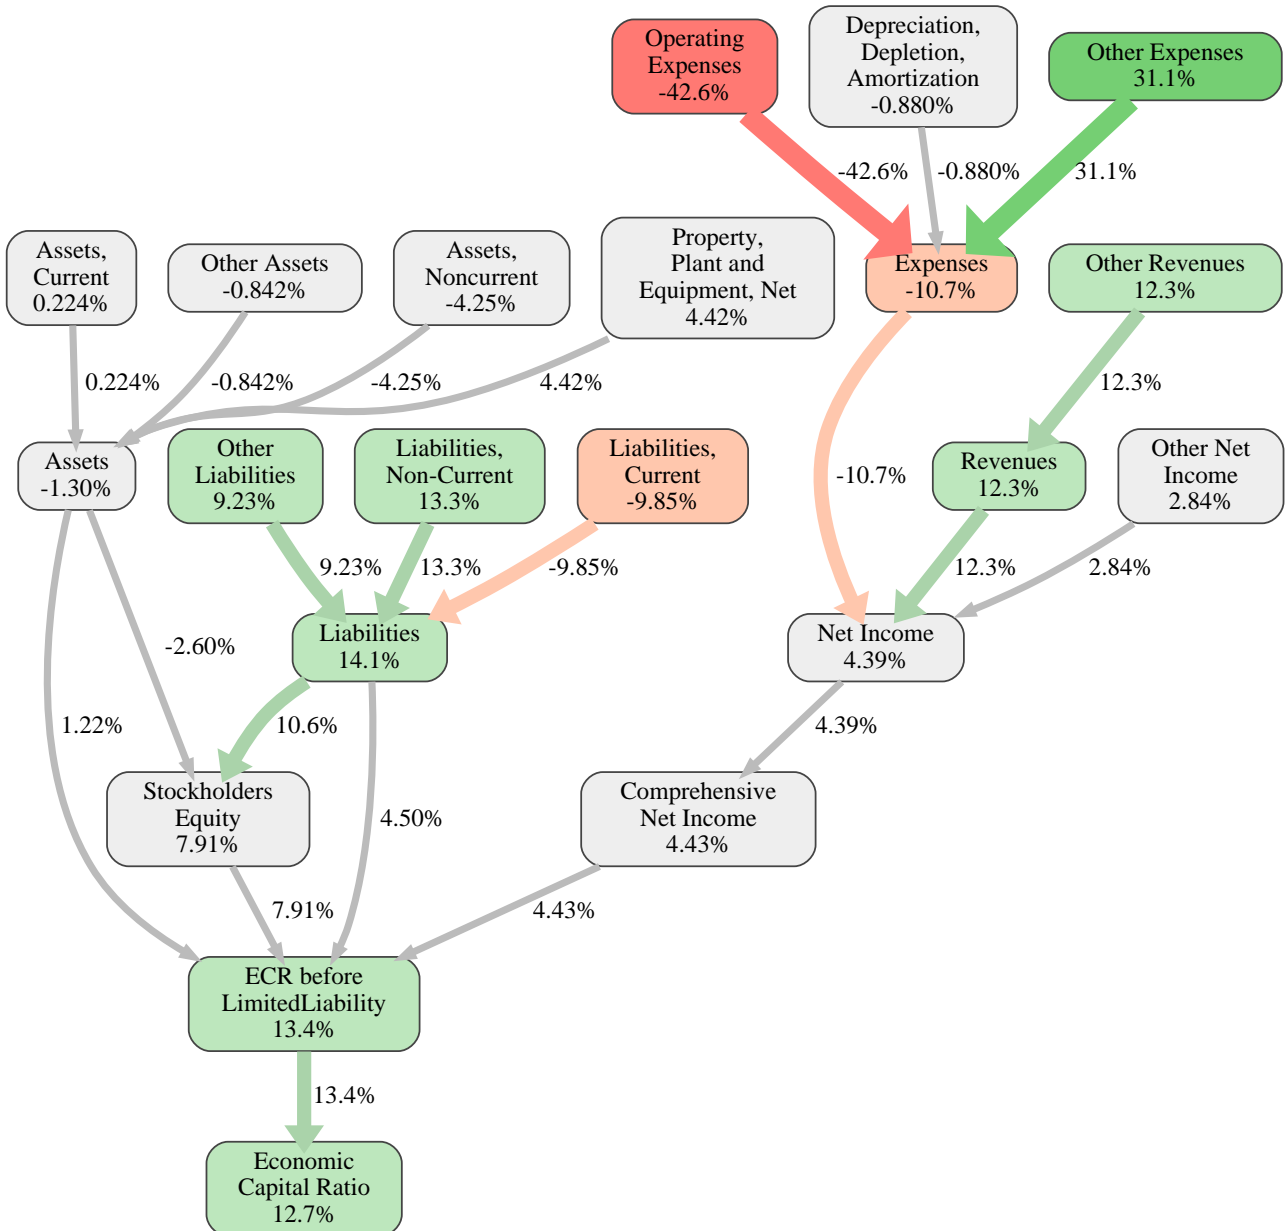 Operating
Expenses
-42.6%
Depreciation,
Depletion,
Amortization
-0.880%
Other Expenses
31.1%
-42.6%
-0.880%
31.1%
Assets,
Current
0.224%
Other Assets
-0.842%
Assets,
Noncurrent
-4.25%
Property,
Plant and
Equipment, Net
4.42%
Expenses
-10.7%
Other Revenues
12.3%
0.224%
-0.842%
-4.25%
4.42%
12.3%
Assets
-1.30%
Other
Liabilities
9.23%
Liabilities,
Non-Current
13.3%
Liabilities,
Current
-9.85%
-10.7%
Revenues
12.3%
Other Net
Income
2.84%
9.23%
13.3%
-9.85%
12.3%
2.84%
-2.60%
Liabilities
14.1%
Net Income
4.39%
1.22%
10.6%
4.39%
Stockholders
Equity
7.91%
4.50%
Comprehensive
Net Income
4.43%
7.91%
4.43%
ECR before
LimitedLiability
13.4%
13.4%
Economic
Capital Ratio
12.7%